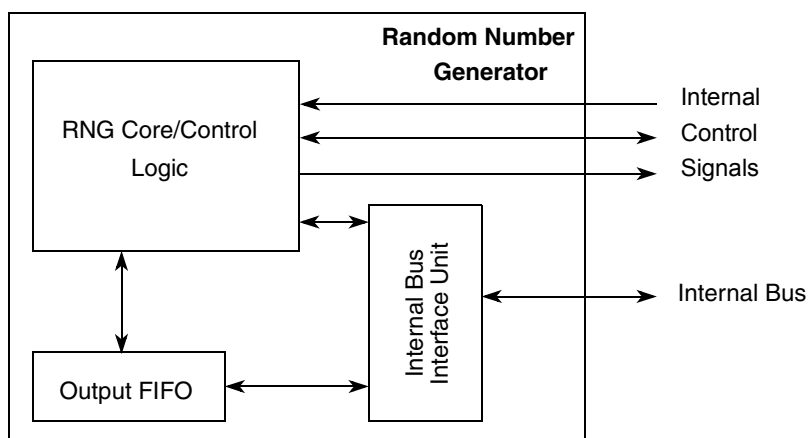 Random Number
Generator
RNG Core/Control
Logic
Internal
Control
Signals
Internal Bus
Interface Unit
Internal Bus
Output FIFO